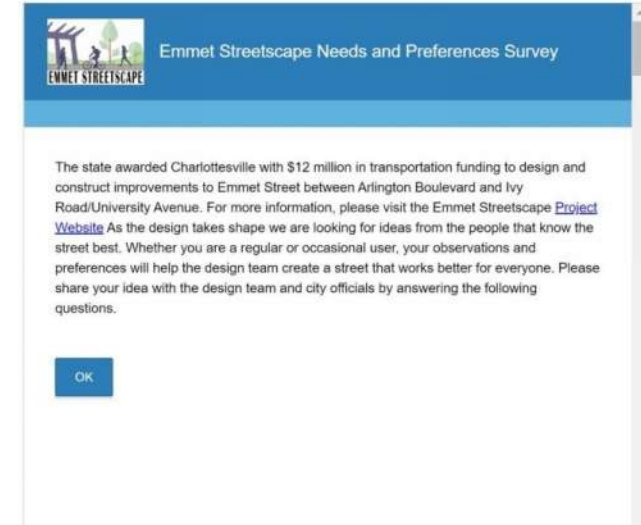 EMMET STREETSCAPE
Emmet Streetscape Needs and Preferences Survey
The state awarded Charlottesville with $12 million in transportation funding to design and
construct improvements to Emmet Street between Arlington Boulevard and Ivy
Road/University Avenue. For more information, please visit the Emmet Streetscape Project
Website As the design takes shape we are looking for ideas from the people that know the
street best. Whether you are a regular or occasional user, your observations and
preferences will help the design team create a street that works better for everyone. Please
share your idea with the design team and city officials by answering the following
questions.
OK